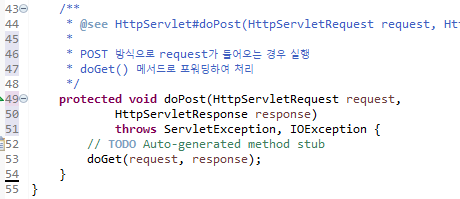 43 /**
44 * @see HttpServlet#doPost(HttpServletRequest request, Ht
45 *
46 * POST 방식으로 request가 들어오는 경우 실행
47 * doGet() 메서드로 포워딩하여 처리
48 */
49 protected void doPost(HttpServletRequest request,
50 HttpServletResponse response)
51 throws ServletException, IOException {
52 // TODO Auto-generated method stub
53 doGet(request, response);
54 }
55 }